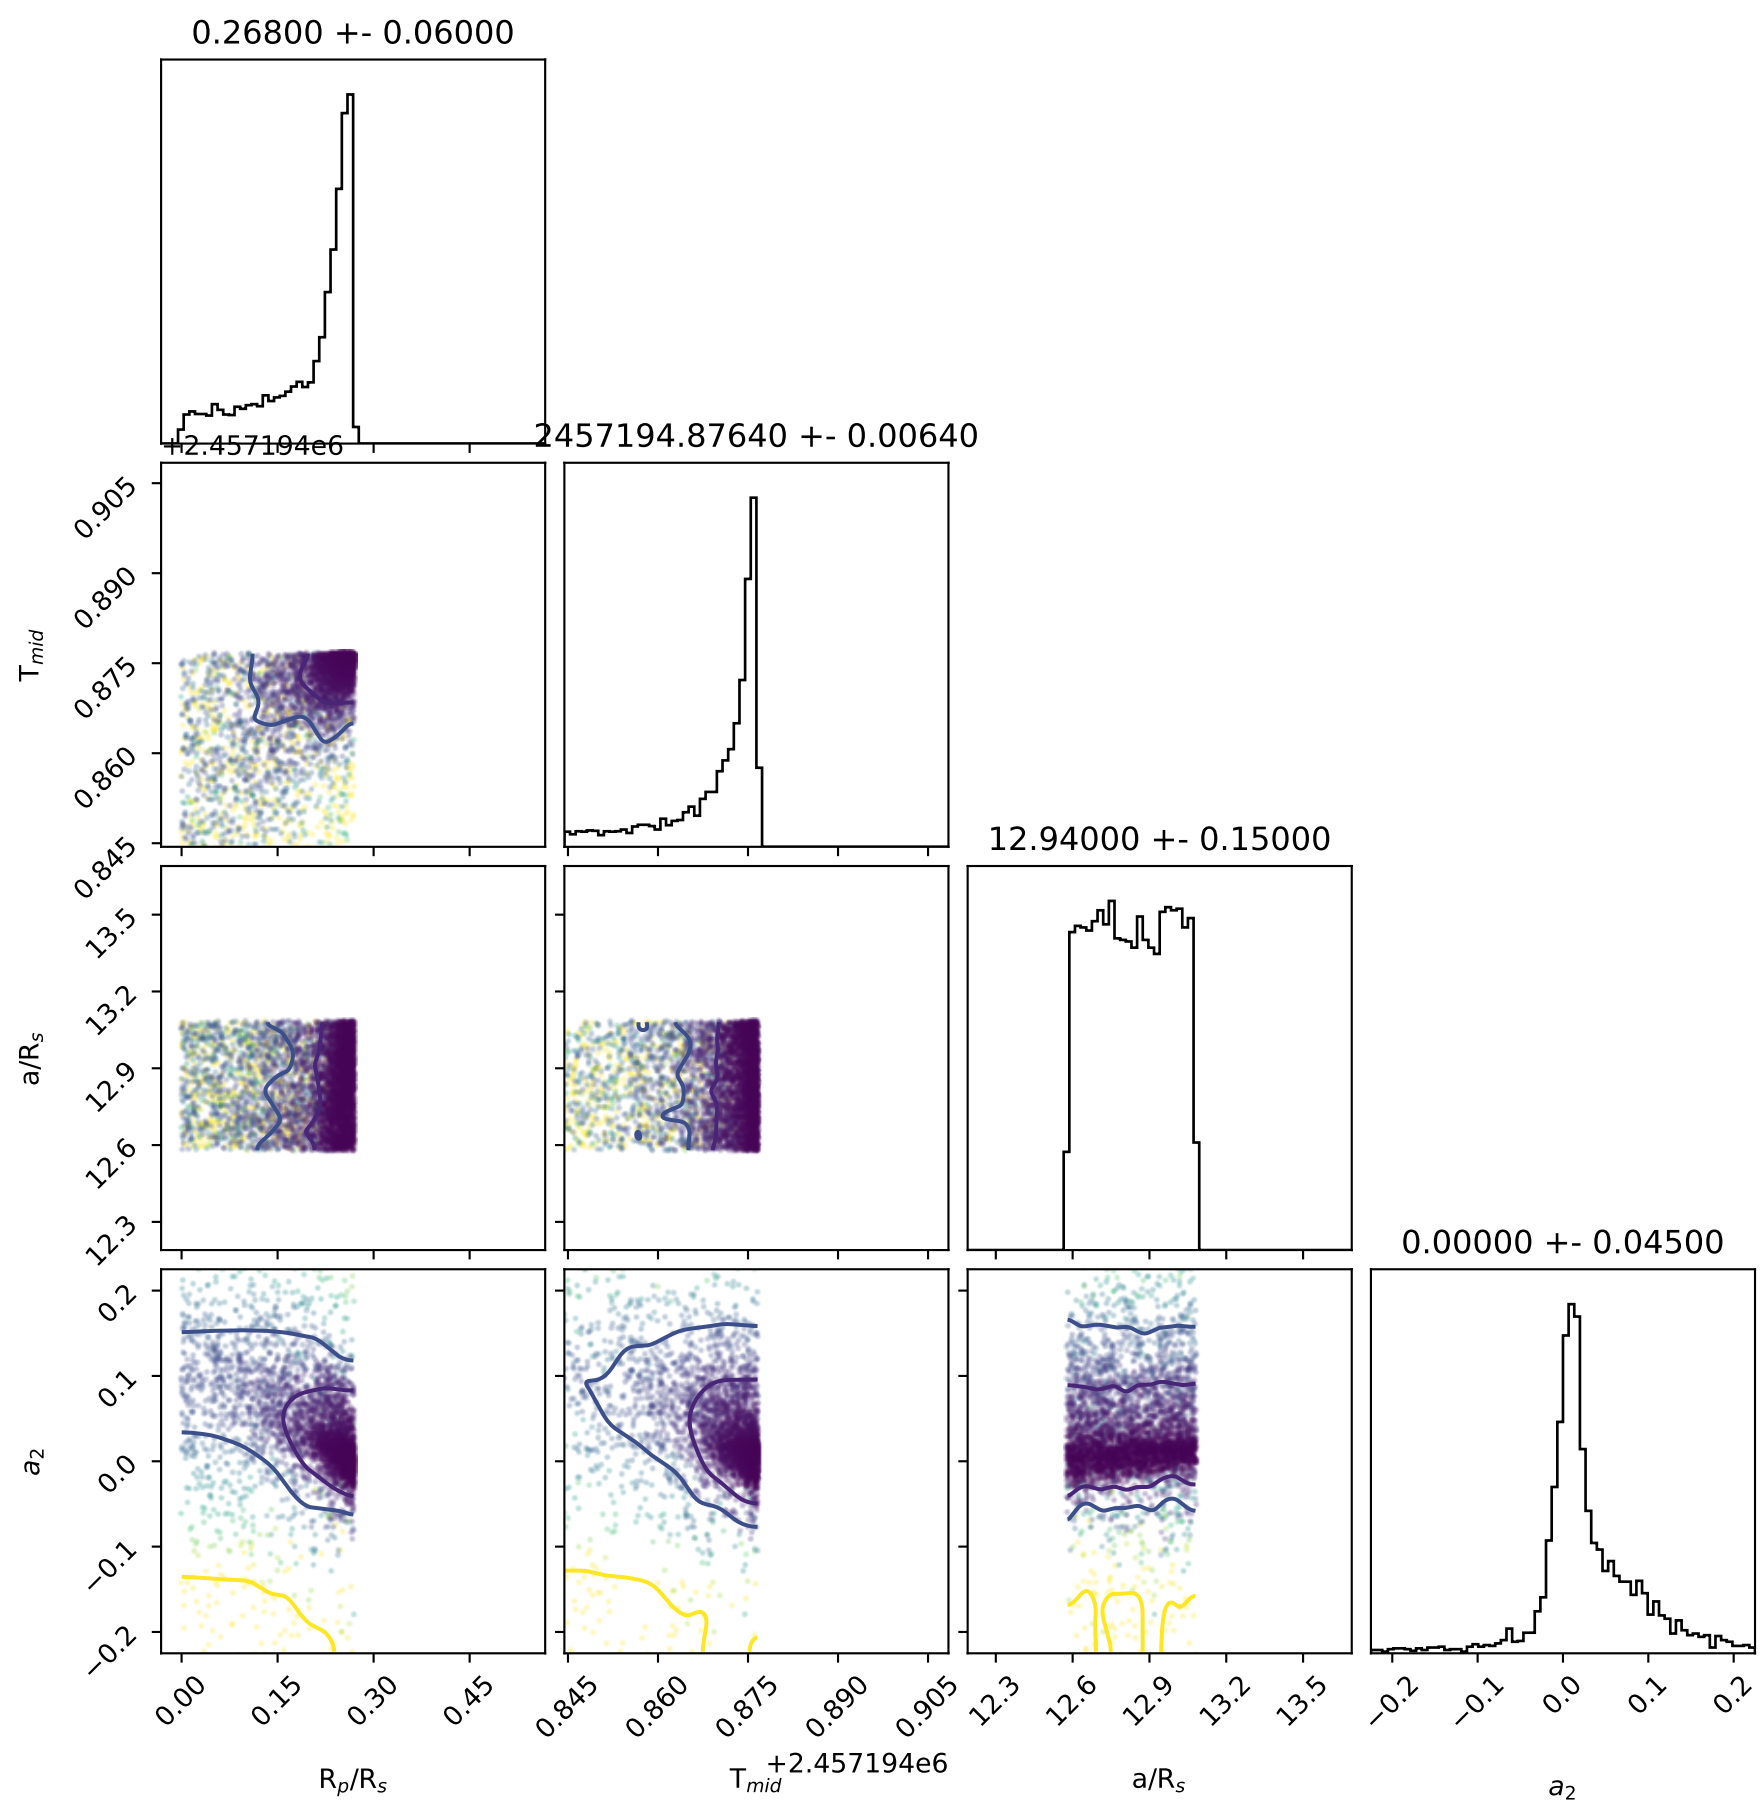 0.26800 +- 0.06000
+2.457194e6
2457194.87640 +- 0.00640
0.905
0.890
0.875
0.860
0.845
T_mid
12.94000 +- 0.15000
13.5
13.2
12.9
12.6
12.3
a/R_s
0.00000 +- 0.04500
0.2
0.1
0.0
−0.1
−0.2
a_2
0.00 0.15 0.30 0.45
0.845 0.860 0.875 0.890 0.905
12.3 12.6 12.9 13.2 13.5
−0.2 −0.1 0.0 0.1 0.2
+2.457194e6
R_p/R_s
T_mid
a/R_s
a_2